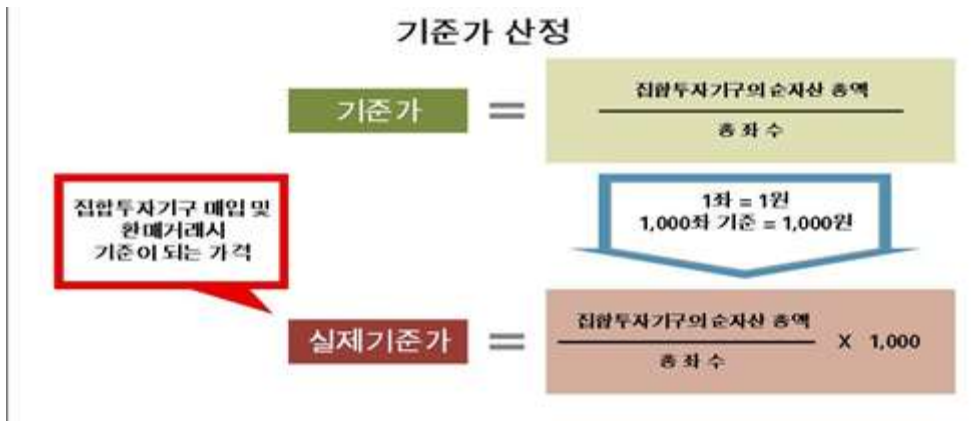 기준가 산정
기준가 =
집합투자기구의 순자산 총액
총 좌 수
집합투자기구 매입 및
환매거래시
기준이 되는 가격
1좌 = 1원
1,000좌 기준 = 1,000원
실제기준가 =
집합투자기구의 순자산 총액
총 좌 수
X 1,000